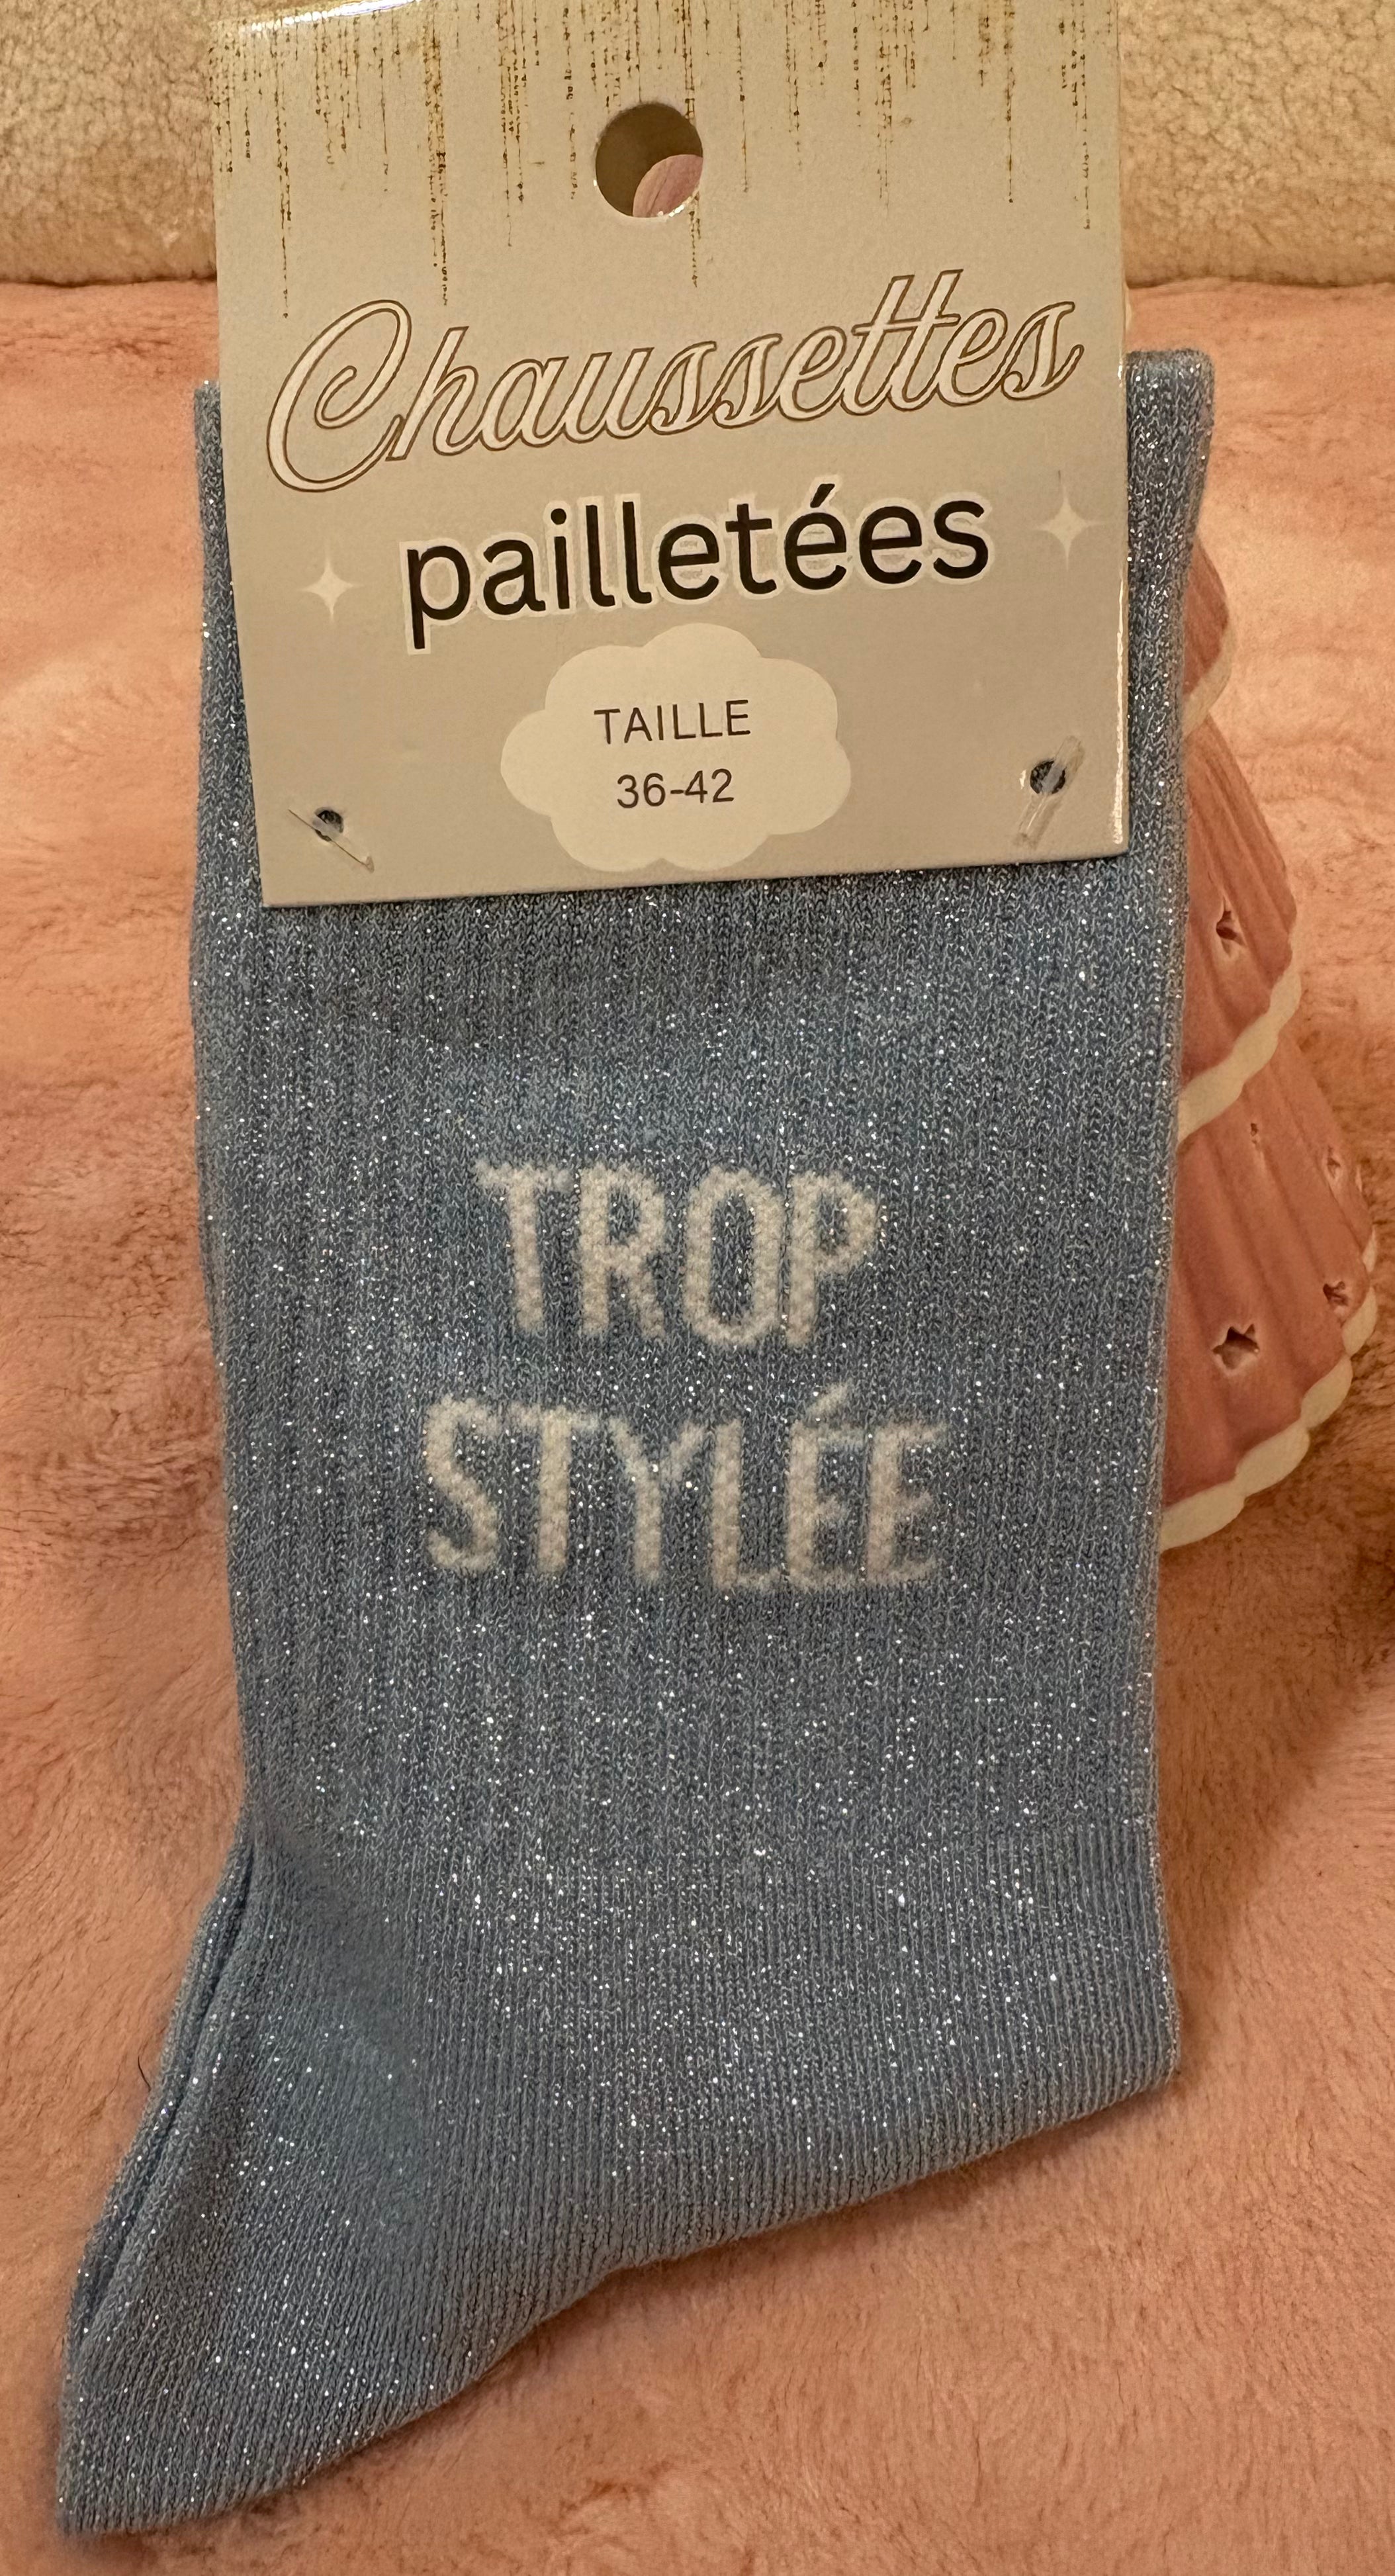 Chaussettes
pailletées
TAILLE
36-42
TROP
STYLÉE